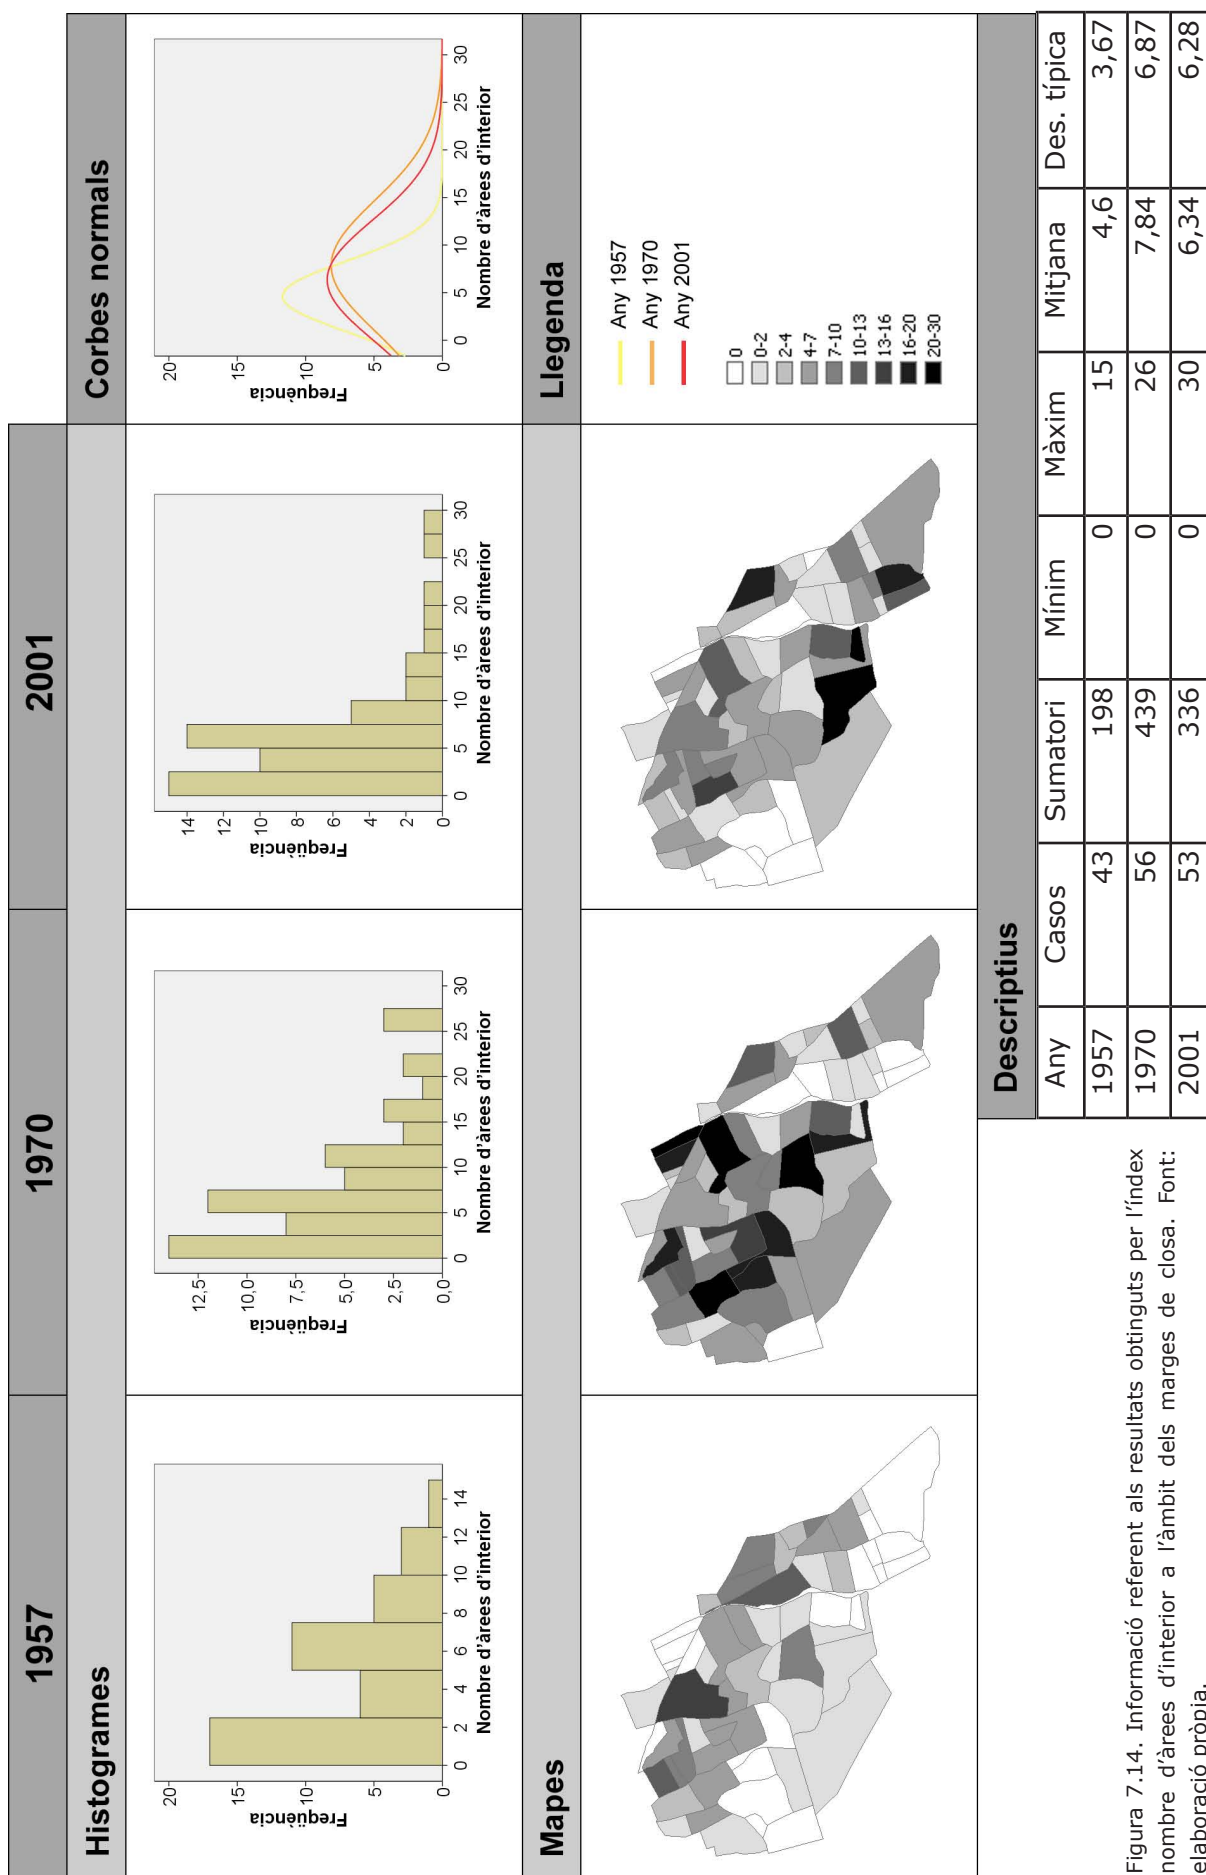 1957
1970
2001
Histogrames
Corbes normals
Freqüència
20
15
10
5
0
0 2 4 6 8 10 12 14
Nombre d'àrees d'interior
Freqüència
12,5
10,0
7,5
5,0
2,5
0,0
0 5 10 15 20 25 30
Nombre d'àrees d'interior
Freqüència
14
12
10
8
6
4
2
0
0 5 10 15 20 25 30
Nombre d'àrees d'interior
Freqüència
20
15
10
5
0
0 5 10 15 20 25 30
Nombre d'àrees d'interior
Mapes
Llegenda
Any 1957
Any 1970
Any 2001
0
0-2
2-4
4-7
7-10
10-13
13-16
16-20
20-30
Descriptius
Any Casos Sumatori Mínim Màxim Mitjana Des. típica
1957 43 198 0 15 4,6 3,67
1970 56 439 0 26 7,84 6,87
2001 53 336 0 30 6,34 6,28
Figura 7.14. Informació referent als resultats obtinguts per l'índex
nombre d'àrees d'interior a l'àmbit dels marges de closa. Font:
elaboració pròpia.